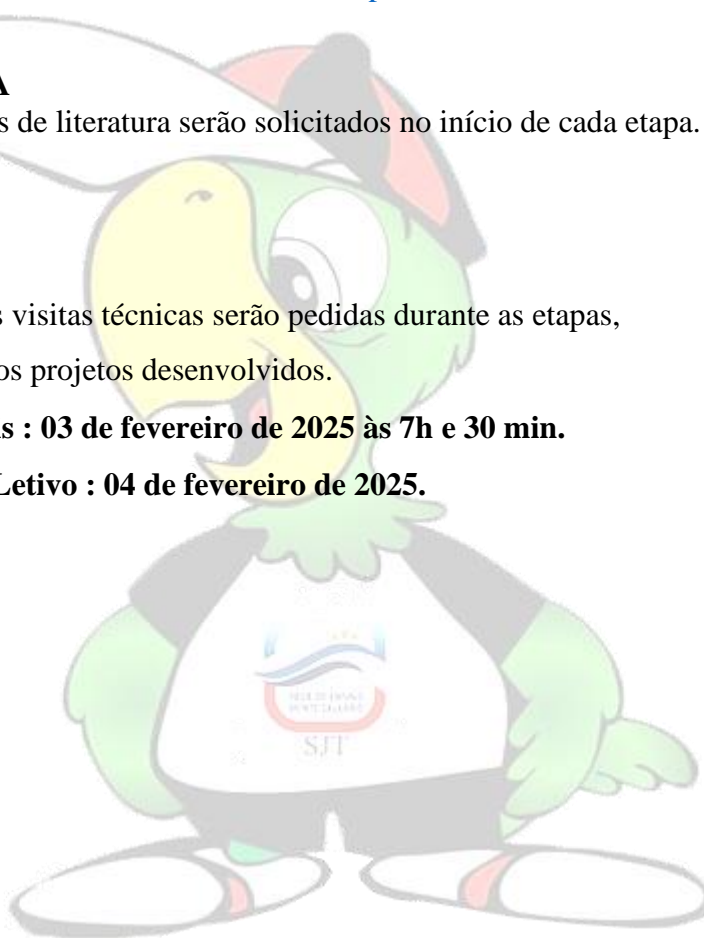 A
s de literatura serão solicitados no início de cada etapa.
s visitas técnicas serão pedidas durante as etapas,
os projetos desenvolvidos.
is : 03 de fevereiro de 2025 às 7h e 30 min.
Letivo : 04 de fevereiro de 2025.
SJT